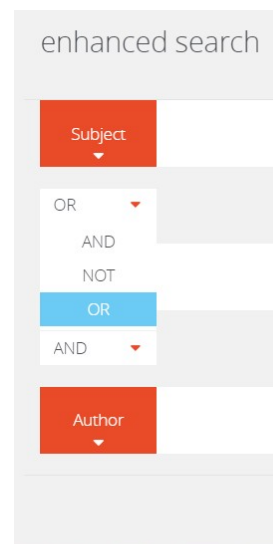 enhanced search
Subject
OR
AND
NOT
OR
AND
Author